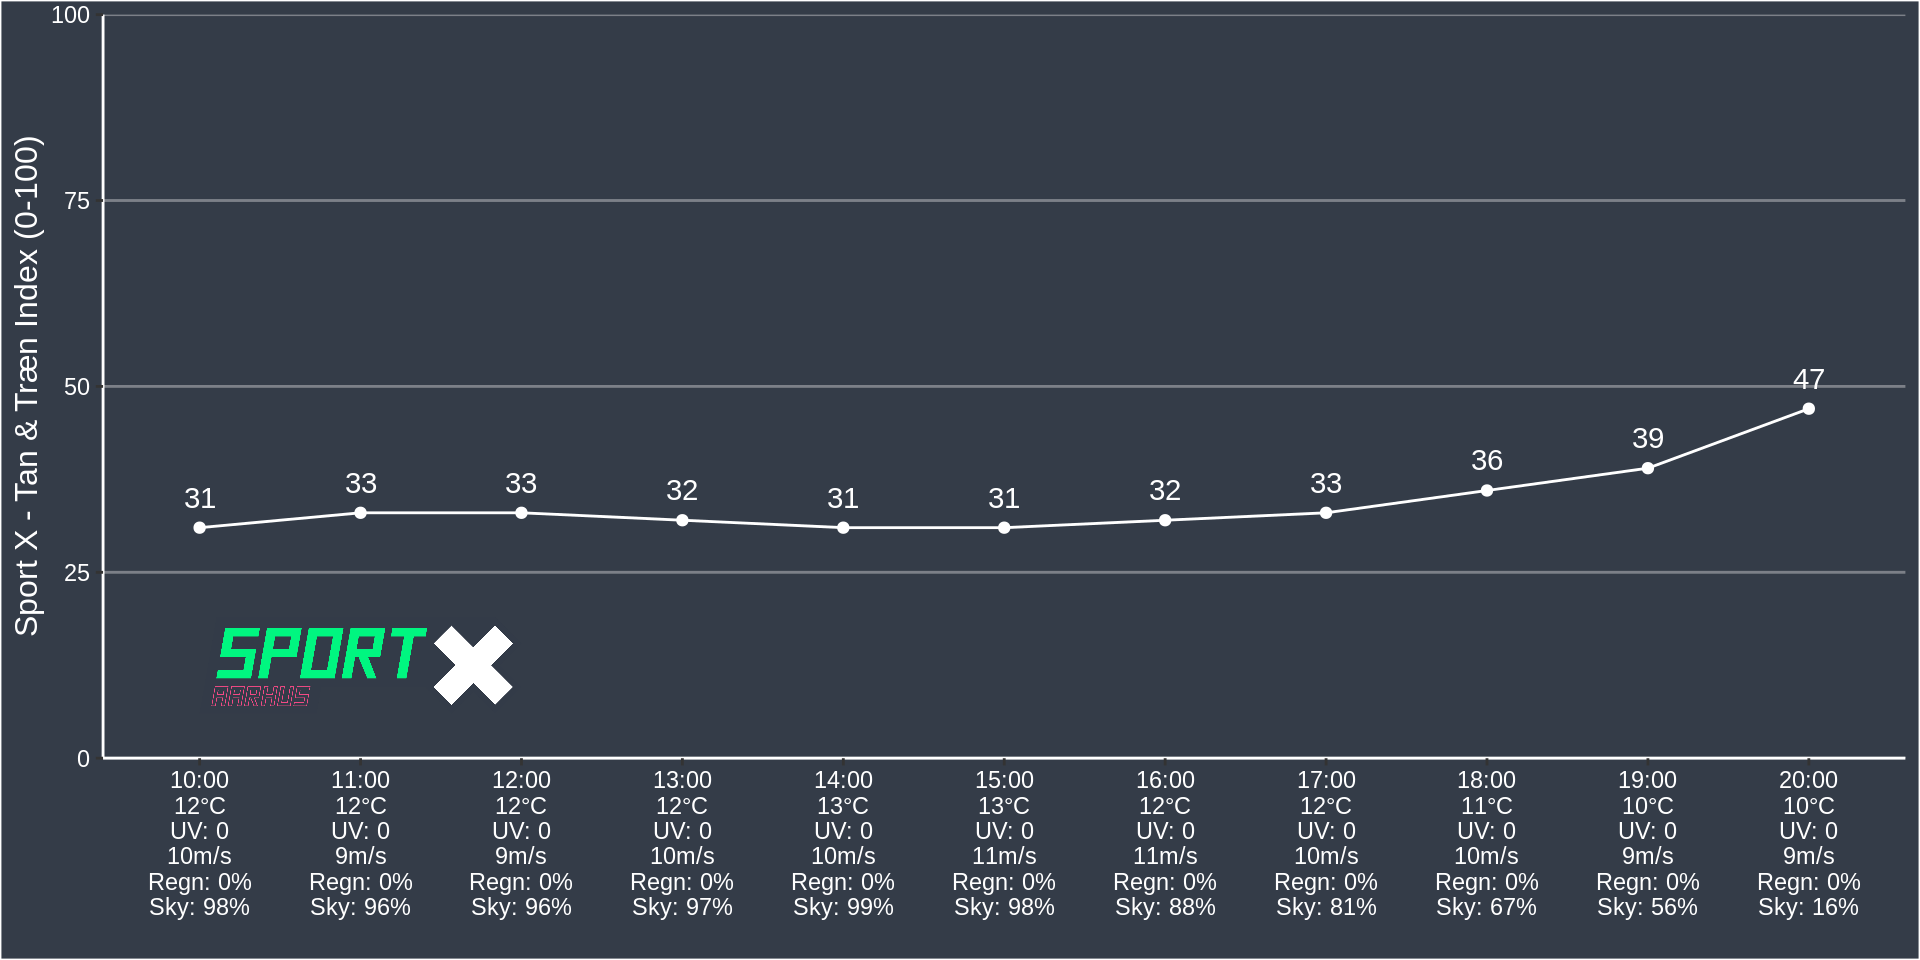 Sport X - Tan & Træn Index (0-100)
100
75
50
25
0
31
33
33
32
31
31
32
33
36
39
47
SPORT X
AARHUS
10:00
12°C
UV: 0
10m/s
Regn: 0%
Sky: 98%
11:00
12°C
UV: 0
9m/s
Regn: 0%
Sky: 96%
12:00
12°C
UV: 0
9m/s
Regn: 0%
Sky: 96%
13:00
12°C
UV: 0
10m/s
Regn: 0%
Sky: 97%
14:00
13°C
UV: 0
10m/s
Regn: 0%
Sky: 99%
15:00
13°C
UV: 0
11m/s
Regn: 0%
Sky: 98%
16:00
12°C
UV: 0
11m/s
Regn: 0%
Sky: 88%
17:00
12°C
UV: 0
10m/s
Regn: 0%
Sky: 81%
18:00
11°C
UV: 0
10m/s
Regn: 0%
Sky: 67%
19:00
10°C
UV: 0
9m/s
Regn: 0%
Sky: 56%
20:00
10°C
UV: 0
9m/s
Regn: 0%
Sky: 16%